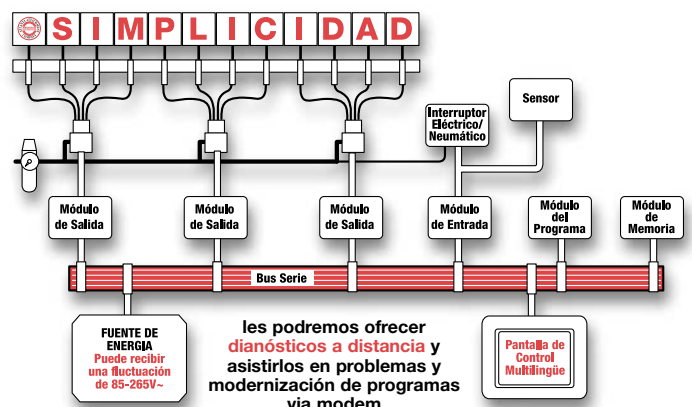 SIMPLICIDAD
Interruptor
Eléctrico/
Neumático
Sensor
Módulo
de Salida
Módulo
de Salida
Módulo
de Salida
Módulo
de Entrada
Módulo
del
Programa
Módulo
de
Memoria
Bus Serie
FUENTE DE
ENERGIA
Puede recibir
una fluctuación
de 85-265V~
les podremos ofrecer
dianósticos a distancia y
asistirlos en problemas y
modernización de programas
via modem
Pantalla de
Control
Multilingüe